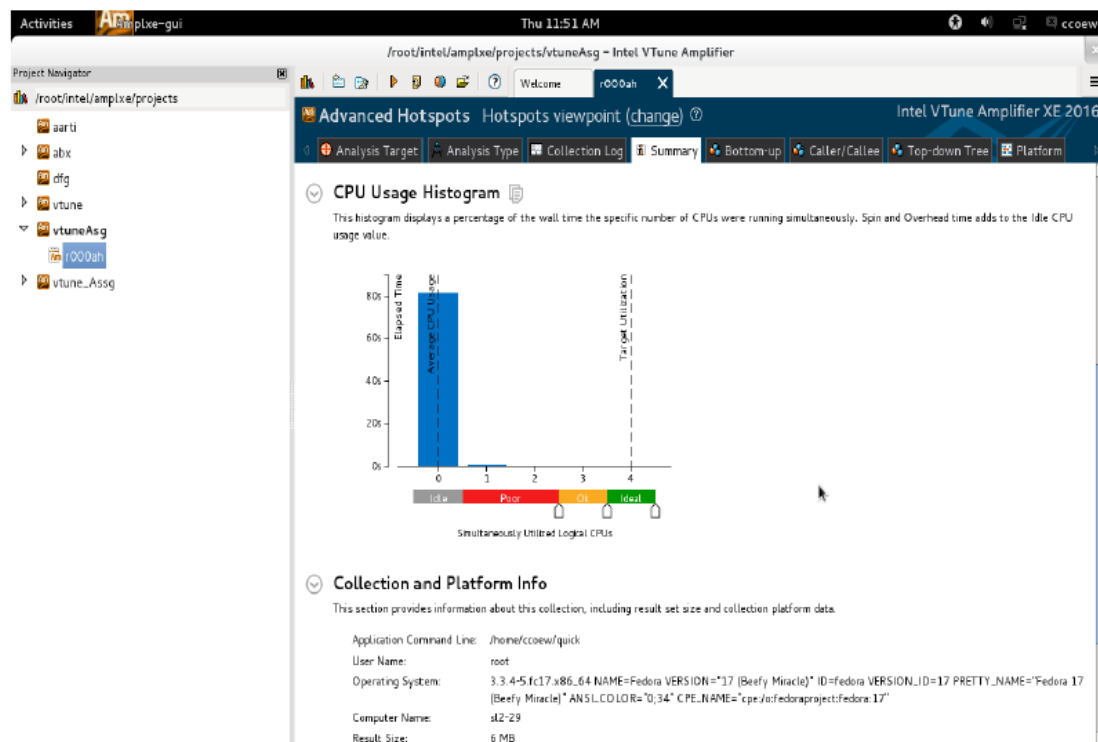 Activities Amplxe-gui Thu 11:51 AM ccoew
/root/intel/amplxe/projects/vtuneAsg - Intel VTune Amplifier
Project Navigator
/root/intel/amplxe/projects
aarti
abx
dfg
vtune
vtuneAsg
r000ah
vtune_Assg
Welcome r000ah X
Advanced Hotspots Hotspots viewpoint (change) Intel VTune Amplifier XE 2016
Analysis Target Analysis Type Collection Log Summary Bottom-up Caller/Callee Top-down Tree Platform
CPU Usage Histogram
This histogram displays a percentage of the wall time the specific number of CPUs were running simultaneously. Spin and Overhead time adds to the Idle CPU
usage value.
Elapsed Time
Average CPU Usage
Target Utilization
80s
60s
40s
20s
0s
0 1 2 3 4
Idle Poor Ok Ideal
Simultaneously Utilized Logical CPUs
Collection and Platform Info
This section provides information about this collection, including result set size and collection platform data.
Application Command Line: /home/ccoew/quick
User Name: root
Operating System: 3.3.4-5.fc17.x86_64 NAME=Fedora VERSION="17 (Beefy Miracle)" ID=fedora VERSION_ID=17 PRETTY_NAME="Fedora 17
(Beefy Miracle)" ANSI_COLOR="0;34" CPE_NAME="cpe:/o:fedoraproject:fedora:17"
Computer Name: sl2-29
Result Size: 6 MB